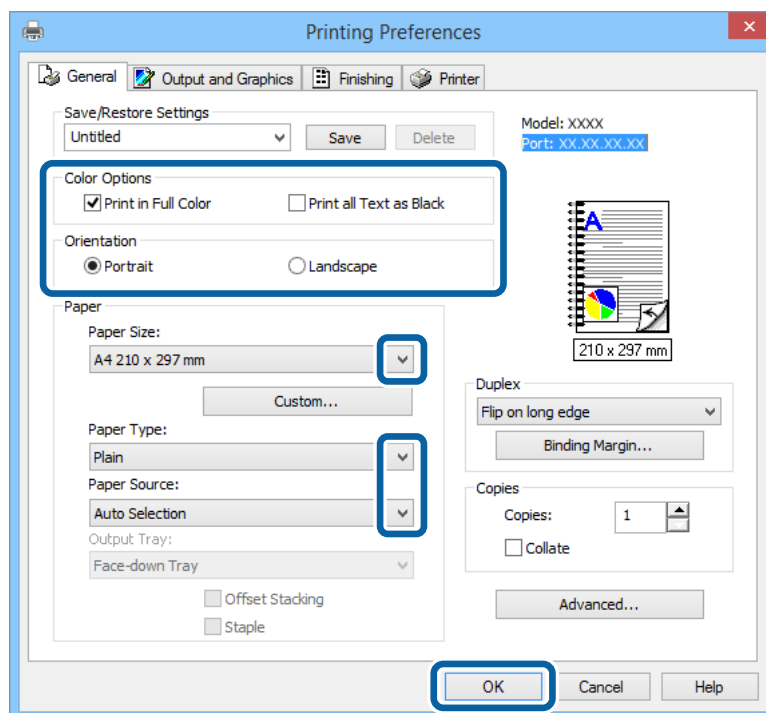 Printing Preferences
General Output and Graphics Finishing Printer
Save/Restore Settings
Untitled Save Delete
Model: XXXX
Port: XX.XX.XX.XX
Color Options
Print in Full Color Print all Text as Black
Orientation
Portrait Landscape
A
210 x 297 mm
Paper
Paper Size:
A4 210 x 297 mm
Custom...
Paper Type:
Plain
Paper Source:
Auto Selection
Output Tray:
Face-down Tray
Offset Stacking
Staple
Duplex
Flip on long edge
Binding Margin...
Copies
Copies: 1
Collate
Advanced...
OK Cancel Help